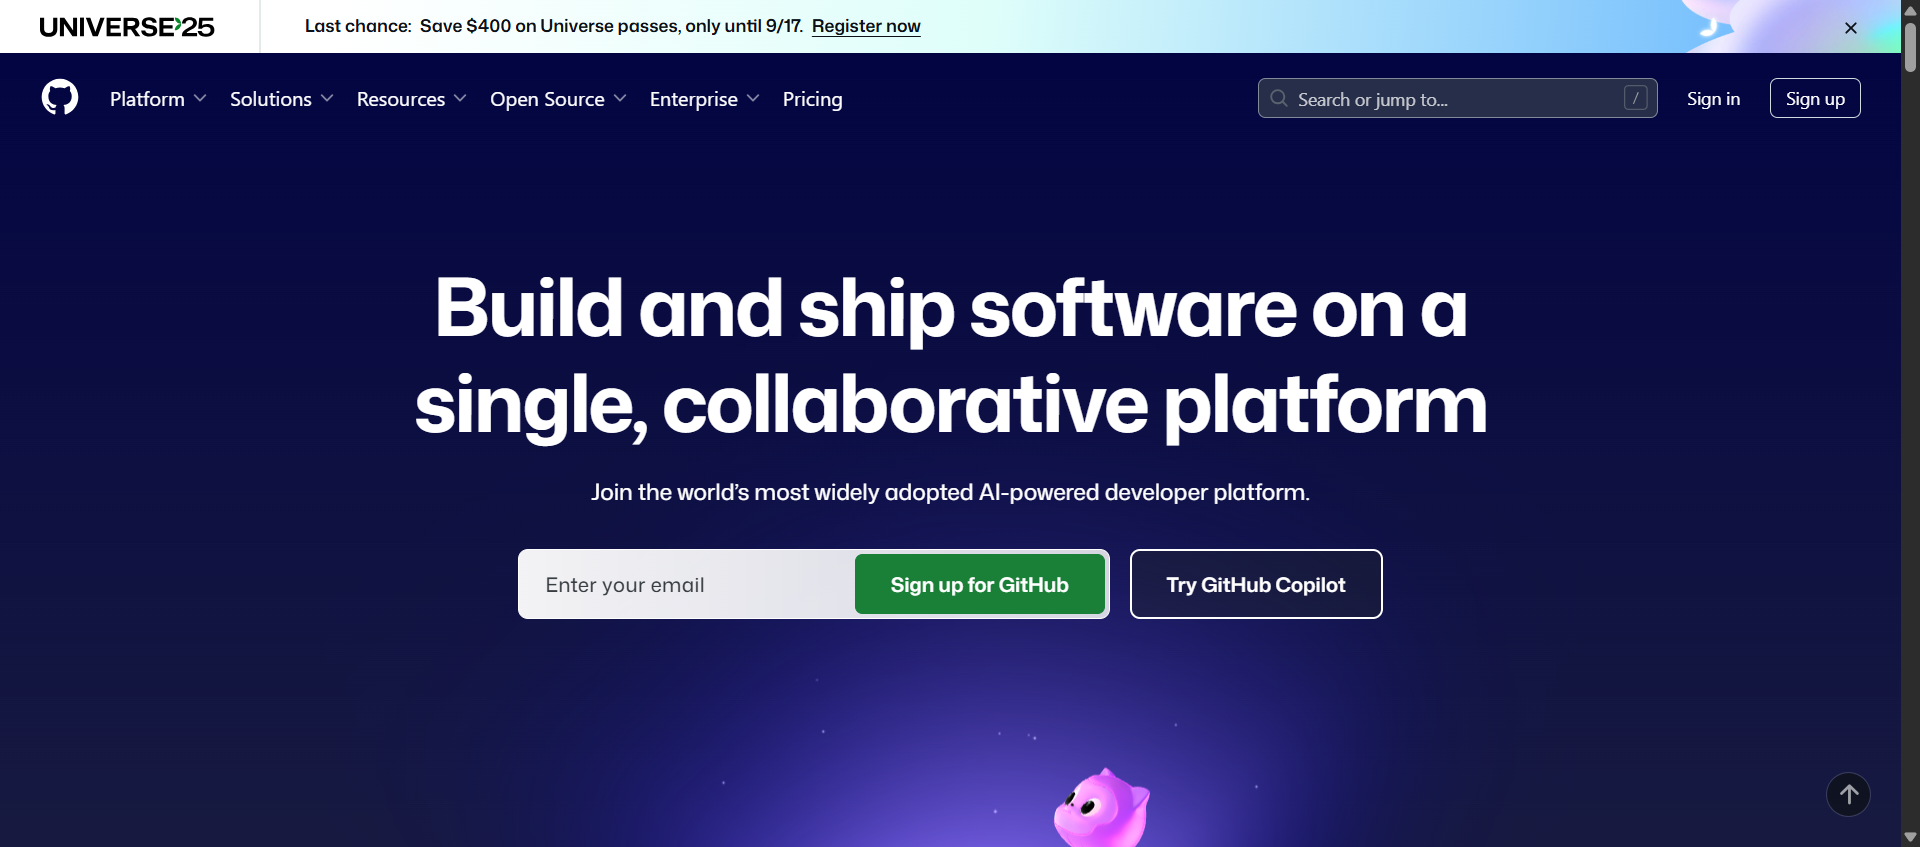 UNIVERSE'25
Last chance: Save $400 on Universe passes, only until 9/17. Register now
Platform
Solutions
Resources
Open Source
Enterprise
Pricing
Search or jump to...
/
Sign in
Sign up
Build and ship software on a
single, collaborative platform
Join the world’s most widely adopted AI-powered developer platform.
Enter your email
Sign up for GitHub
Try GitHub Copilot